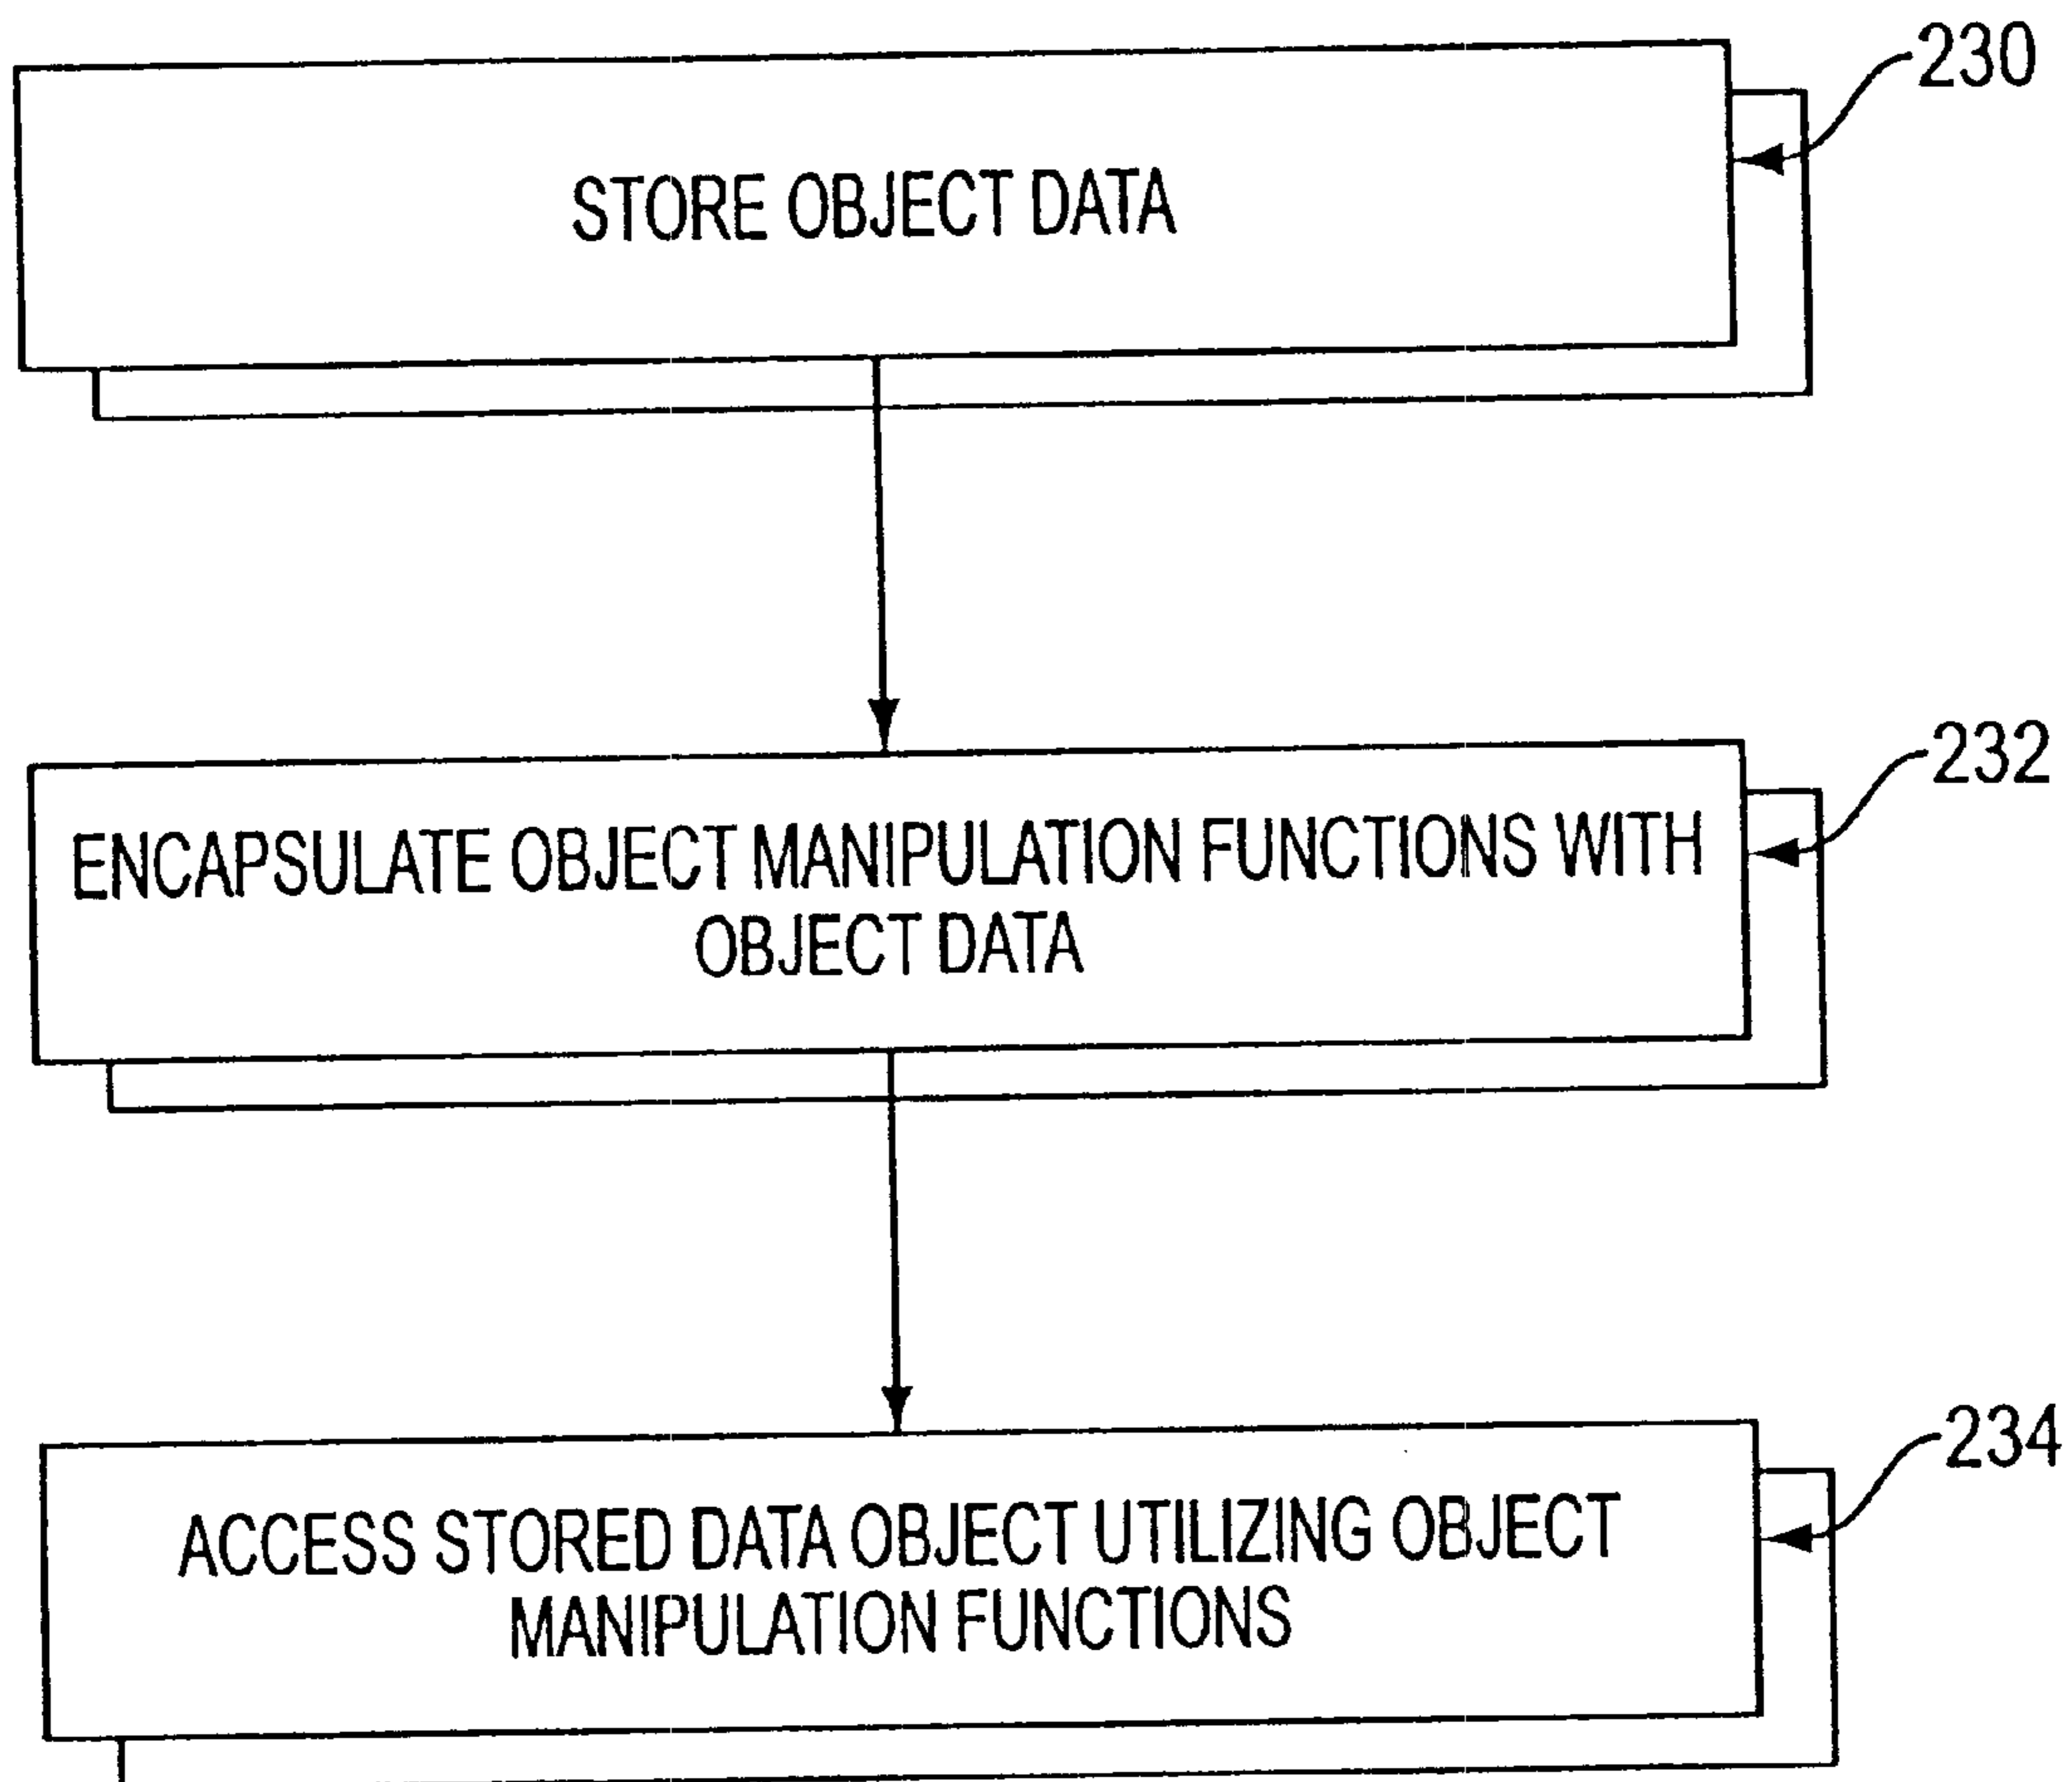 230
STORE OBJECT DATA
232
ENCAPSULATE OBJECT MANIPULATION FUNCTIONS WITH
OBJECT DATA
234
ACCESS STORED DATA OBJECT UTILIZING OBJECT
MANIPULATION FUNCTIONS